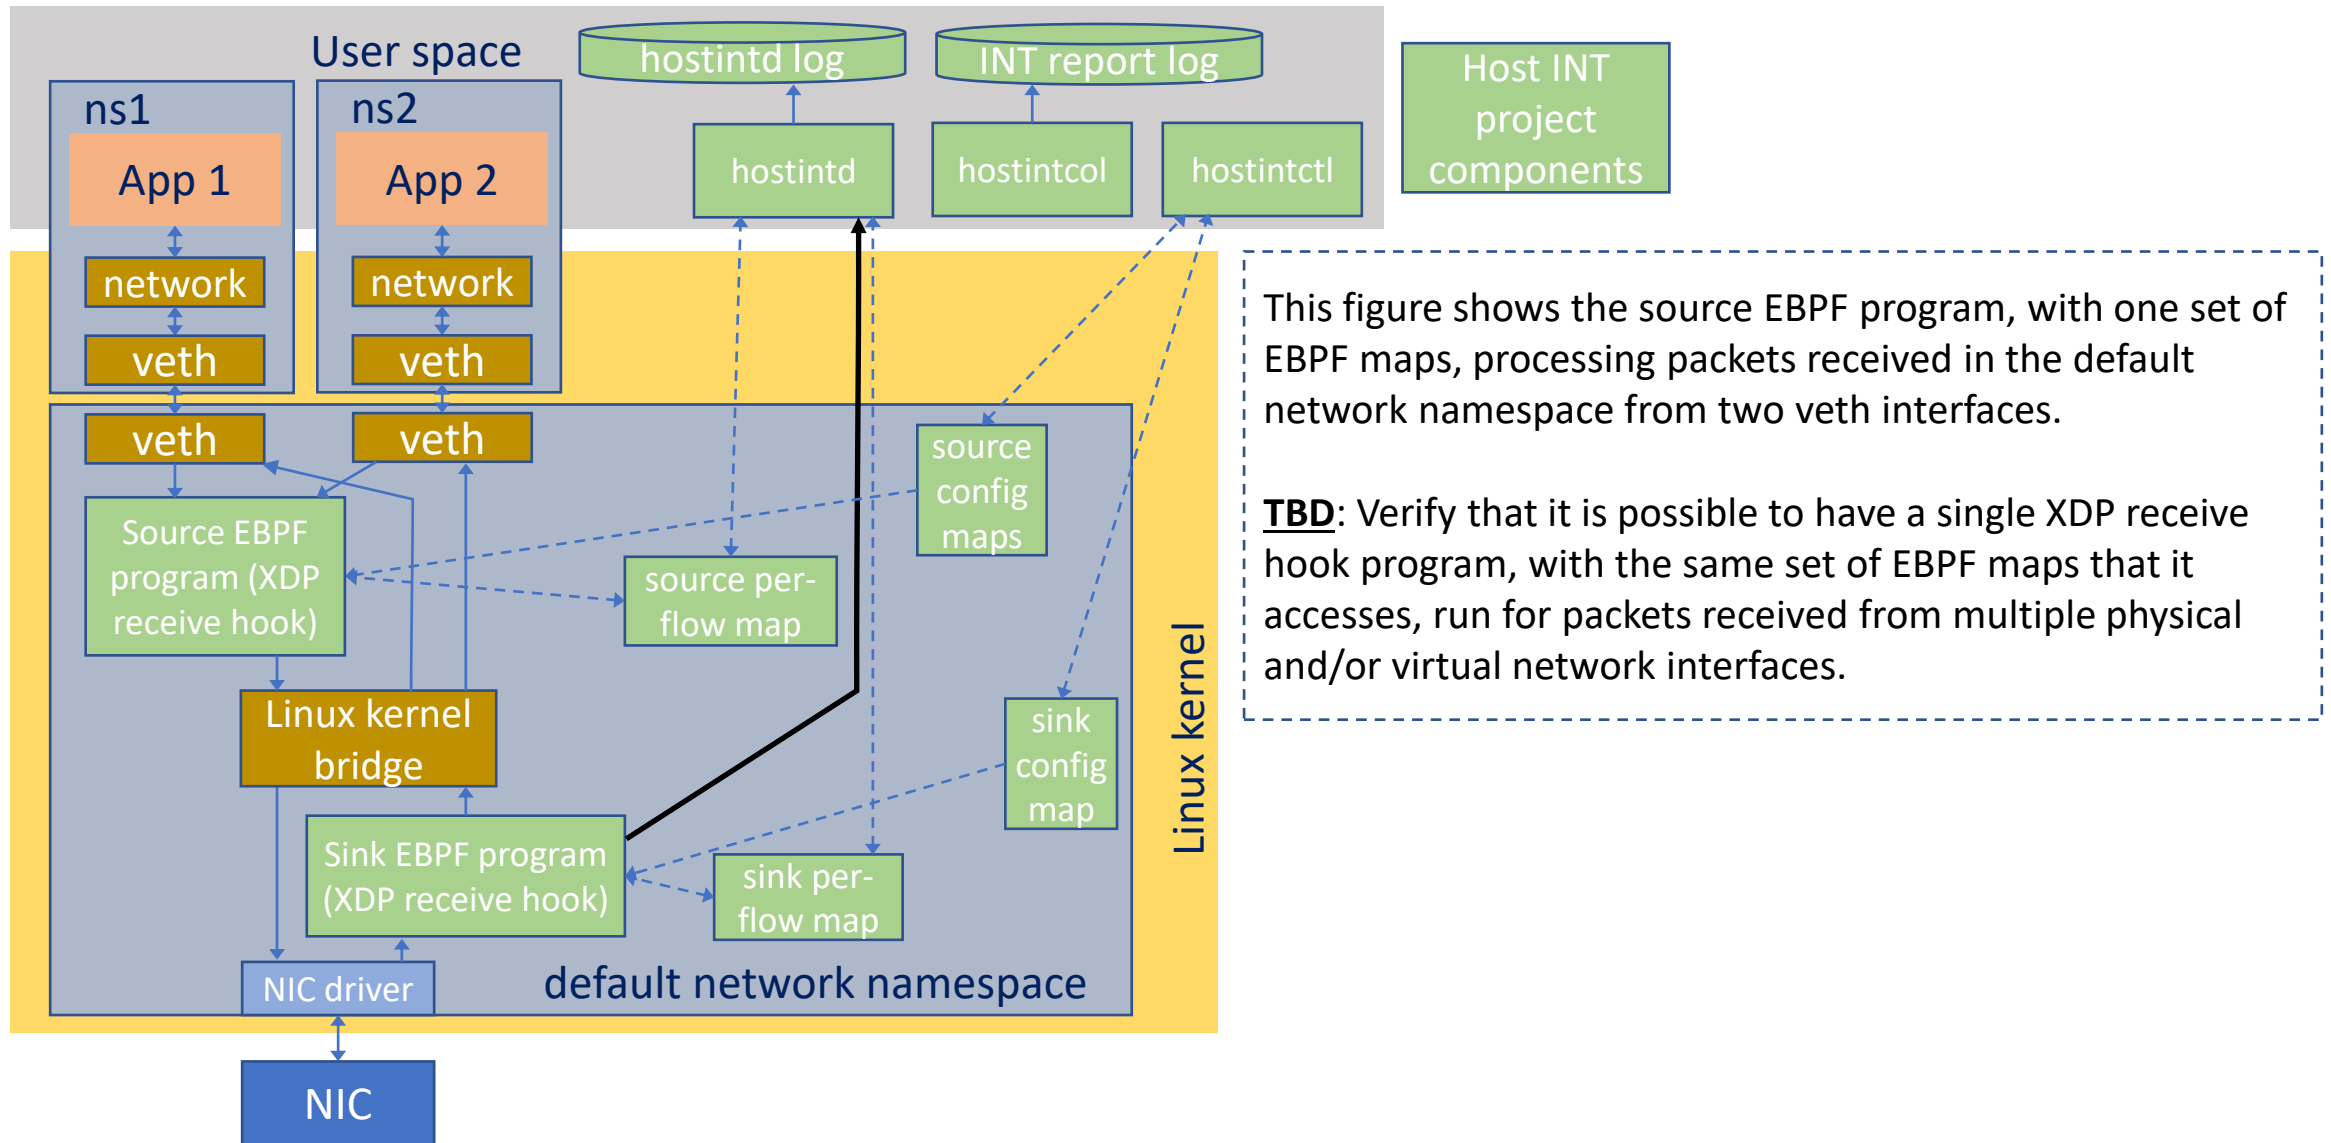 User space
hostintd log
INT report log
Host INT
project
components
ns1
ns2
App 1
App 2
hostintd
hostintcol
hostintctl
network
network
veth
veth
veth
veth
This figure shows the source EBPF program, with one set of
EBPF maps, processing packets received in the default
network namespace from two veth interfaces.
TBD: Verify that it is possible to have a single XDP receive
hook program, with the same set of EBPF maps that it
accesses, run for packets received from multiple physical
and/or virtual network interfaces.
source
config
maps
Source EBPF
program (XDP
receive hook)
source per-
flow map
Linux kernel
Linux kernel
bridge
sink
config
map
Sink EBPF program
(XDP receive hook)
sink per-
flow map
NIC driver
default network namespace
NIC